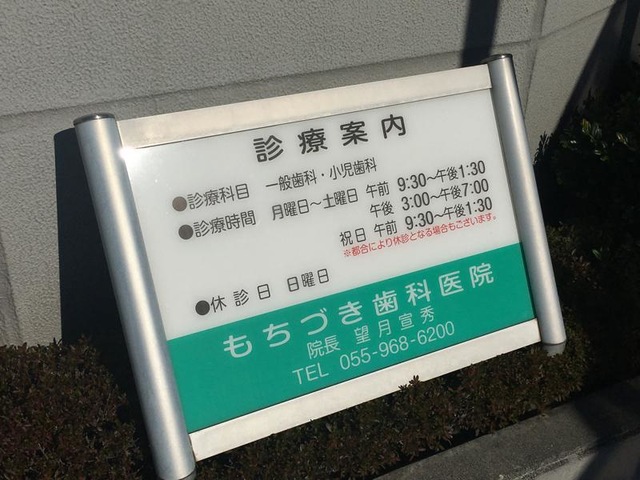 診療案内
●診療科目 一般歯科・小児歯科
●診療時間 月曜日～土曜日 午前 9:30～午後1:30
午後 3:00～午後7:00
祝日 午前 9:30～午後1:30
※都合により休診となる場合もございます。
●休診日 日曜日
もちづき歯科医院
院長 望月宣秀
TEL 055-968-6200